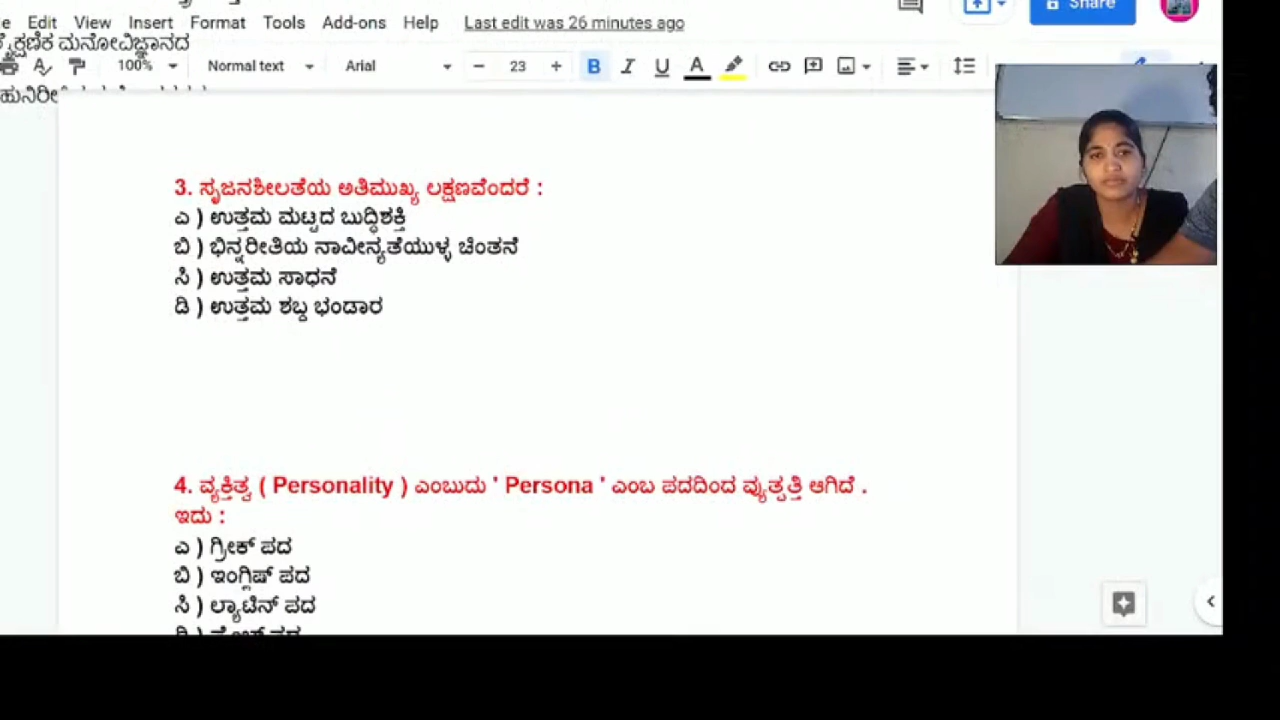 Edit View Insert Format Tools Add-ons Help Last edit was 26 minutes ago Share
ಶೈಕ್ಷಣಿಕ ಮನೋವಿಜ್ಞಾನದ
100% Normal text Arial 23 B I U A
3. ಸೃಜನಶೀಲತೆಯ ಅತಿಮುಖ್ಯ ಲಕ್ಷಣವೆಂದರೆ :
ಎ ) ಉತ್ತಮ ಮಟ್ಟದ ಬುದ್ಧಿಶಕ್ತಿ
ಬಿ ) ಭಿನ್ನರೀತಿಯ ನಾವೀನ್ಯತೆಯುಳ್ಳ ಚಿಂತನೆ
ಸಿ ) ಉತ್ತಮ ಸಾಧನೆ
ಡಿ ) ಉತ್ತಮ ಶಬ್ದ ಭಂಡಾರ
4. ವ್ಯಕ್ತಿತ್ವ ( Personality ) ಎಂಬುದು ' Persona ' ಎಂಬ ಪದದಿಂದ ವ್ಯುತ್ಪತ್ತಿ ಆಗಿದೆ .
ಇದು :
ಎ ) ಗ್ರೀಕ್ ಪದ
ಬಿ ) ಇಂಗ್ಲಿಷ್ ಪದ
ಸಿ ) ಲ್ಯಾಟಿನ್ ಪದ